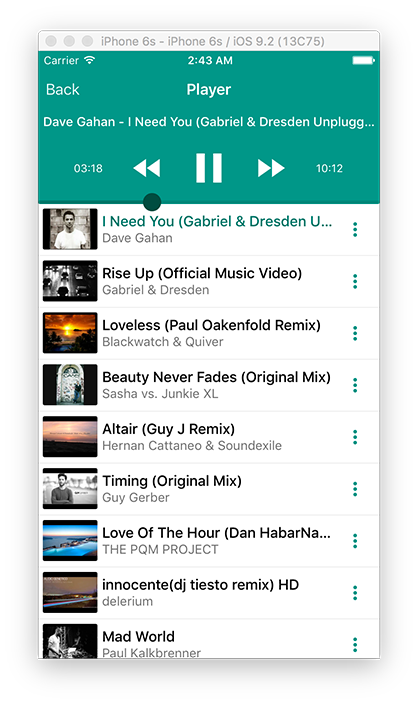 iPhone 6s - iPhone 6s / iOS 9.2 (13C75)
Carrier 2:43 AM
Back Player
Dave Gahan - I Need You (Gabriel & Dresden Unplugg...
03:18 10:12
I Need You (Gabriel & Dresden U...
Dave Gahan
Rise Up (Official Music Video)
Gabriel & Dresden
Loveless (Paul Oakenfold Remix)
Blackwatch & Quiver
Beauty Never Fades (Original Mix)
Sasha vs. Junkie XL
Altair (Guy J Remix)
Hernan Cattaneo & Soundexile
Timing (Original Mix)
Guy Gerber
Love Of The Hour (Dan HabarNa...
THE PQM PROJECT
innocente(dj tiesto remix) HD
delerium
Mad World
Paul Kalkbrenner